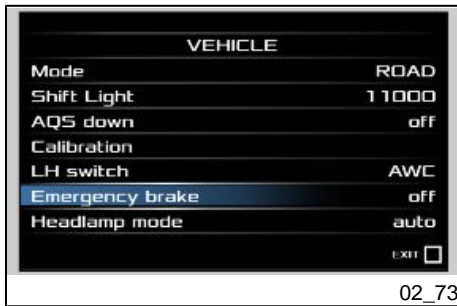 VEHICLE
Mode ROAD
Shift Light 11000
AQS down off
Calibration
LH switch AWC
Emergency brake off
Headlamp mode auto
EXIT
02_73